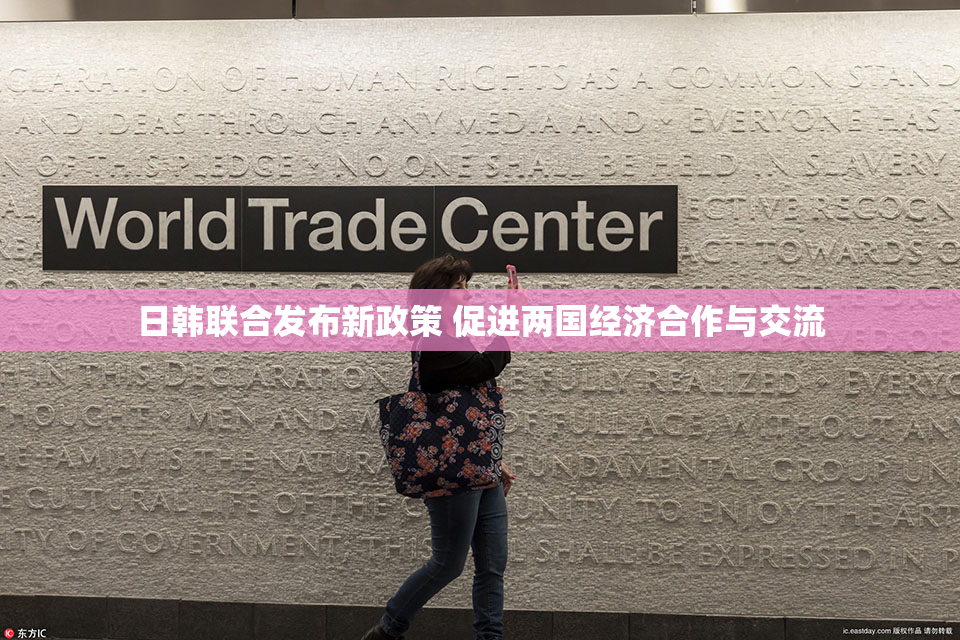 CLARATION OF HUMAN RIGHTS AS A COMMON STAND
AND IDEAS THROUGH ANY MEDIA AND EVERYONE HAS
N OF THIS PLEDGE NO ONE SHALL BE HELD IN SLAVERY
World Trade Center
ECTIVE RECOGN
ACT TOWARDS O
日韩联合发布新政策 促进两国经济合作与交流
IN THIS DECLARATION FULLY REALIZED EVERYO
THOUGHT MEN AND OF FULL AGE WITHO
E FAMILY IS THE NATURA FUNDAMENTAL GROUP
CULTURAL LIFE OF THE UNITY, TO ENJOY THE ART
TY OF GOVERNMENT; THIS SHALL BE EXPRESSED IN P
东方IC
ic.eastday.com 版权作品 请勿转载